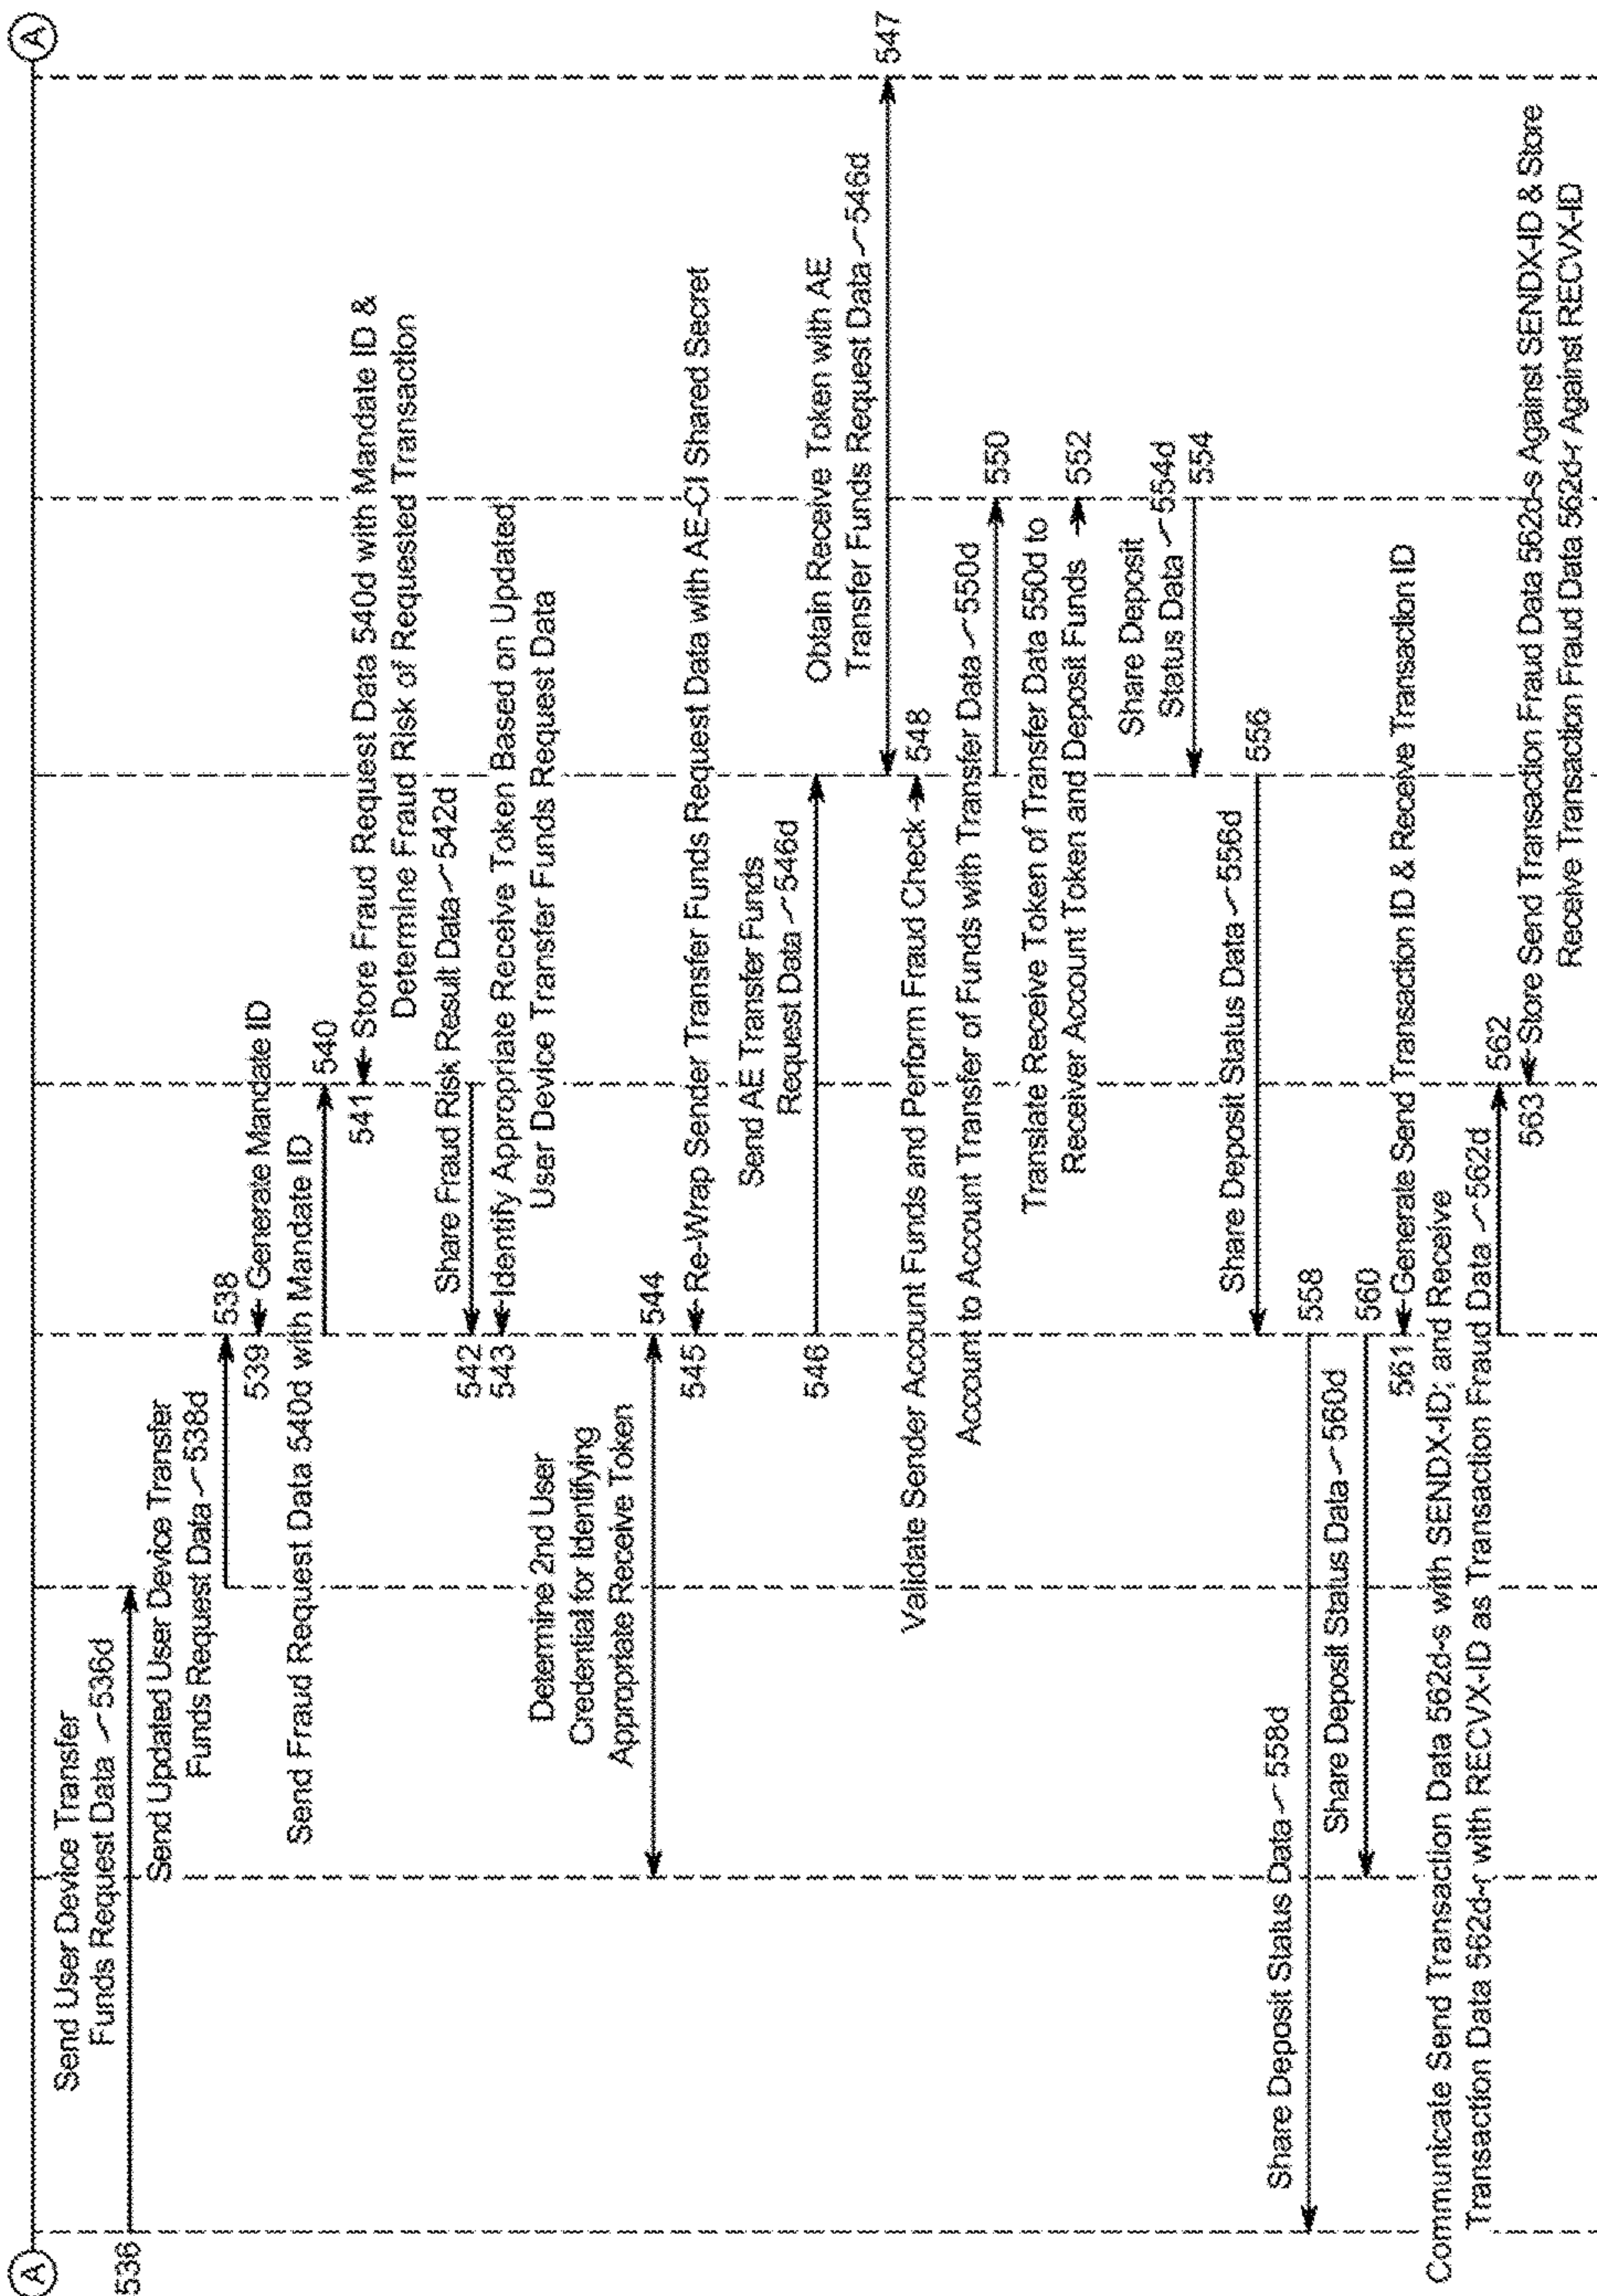 A
A
Send User Device Transfer
Funds Request Data 536d
536
Send Updated User Device Transfer
Funds Request Data 538d
538
539
Generate Mandate ID
Send Fraud Request Data 540d with Mandate ID
540
541
Store Fraud Request Data 540d with Mandate ID &
Determine Fraud Risk of Requested Transaction
Share Fraud Risk Result Data 542d
542
543
Identify Appropriate Receive Token Based on Updated
User Device Transfer Funds Request Data
Determine 2nd User
Credential for Identifying
Appropriate Receive Token
544
545
Re-Wrap Sender Transfer Funds Request Data with AE-CI Shared Secret
Send AE Transfer Funds
Request Data 546d
546
Obtain Receive Token with AE
Transfer Funds Request Data 546d
547
Validate Sender Account Funds and Perform Fraud Check
548
Account to Account Transfer of Funds with Transfer Data 550d
550
Translate Receive Token of Transfer Data 550d to
Receiver Account Token and Deposit Funds
552
Share Deposit
Status Data 554d
554
Share Deposit Status Data 556d
556
Share Deposit Status Data 558d
558
Share Deposit Status Data 560d
560
561
Generate Send Transaction ID & Receive Transaction ID
Communicate Send Transaction Data 562d-s with SENDX-ID; and Receive
Transaction Data 562d-r with RECVX-ID as Transaction Fraud Data 562d
562
563
Store Send Transaction Fraud Data 562d-s Against SENDX-ID & Store
Receive Transaction Fraud Data 562d-r Against RECVX-ID